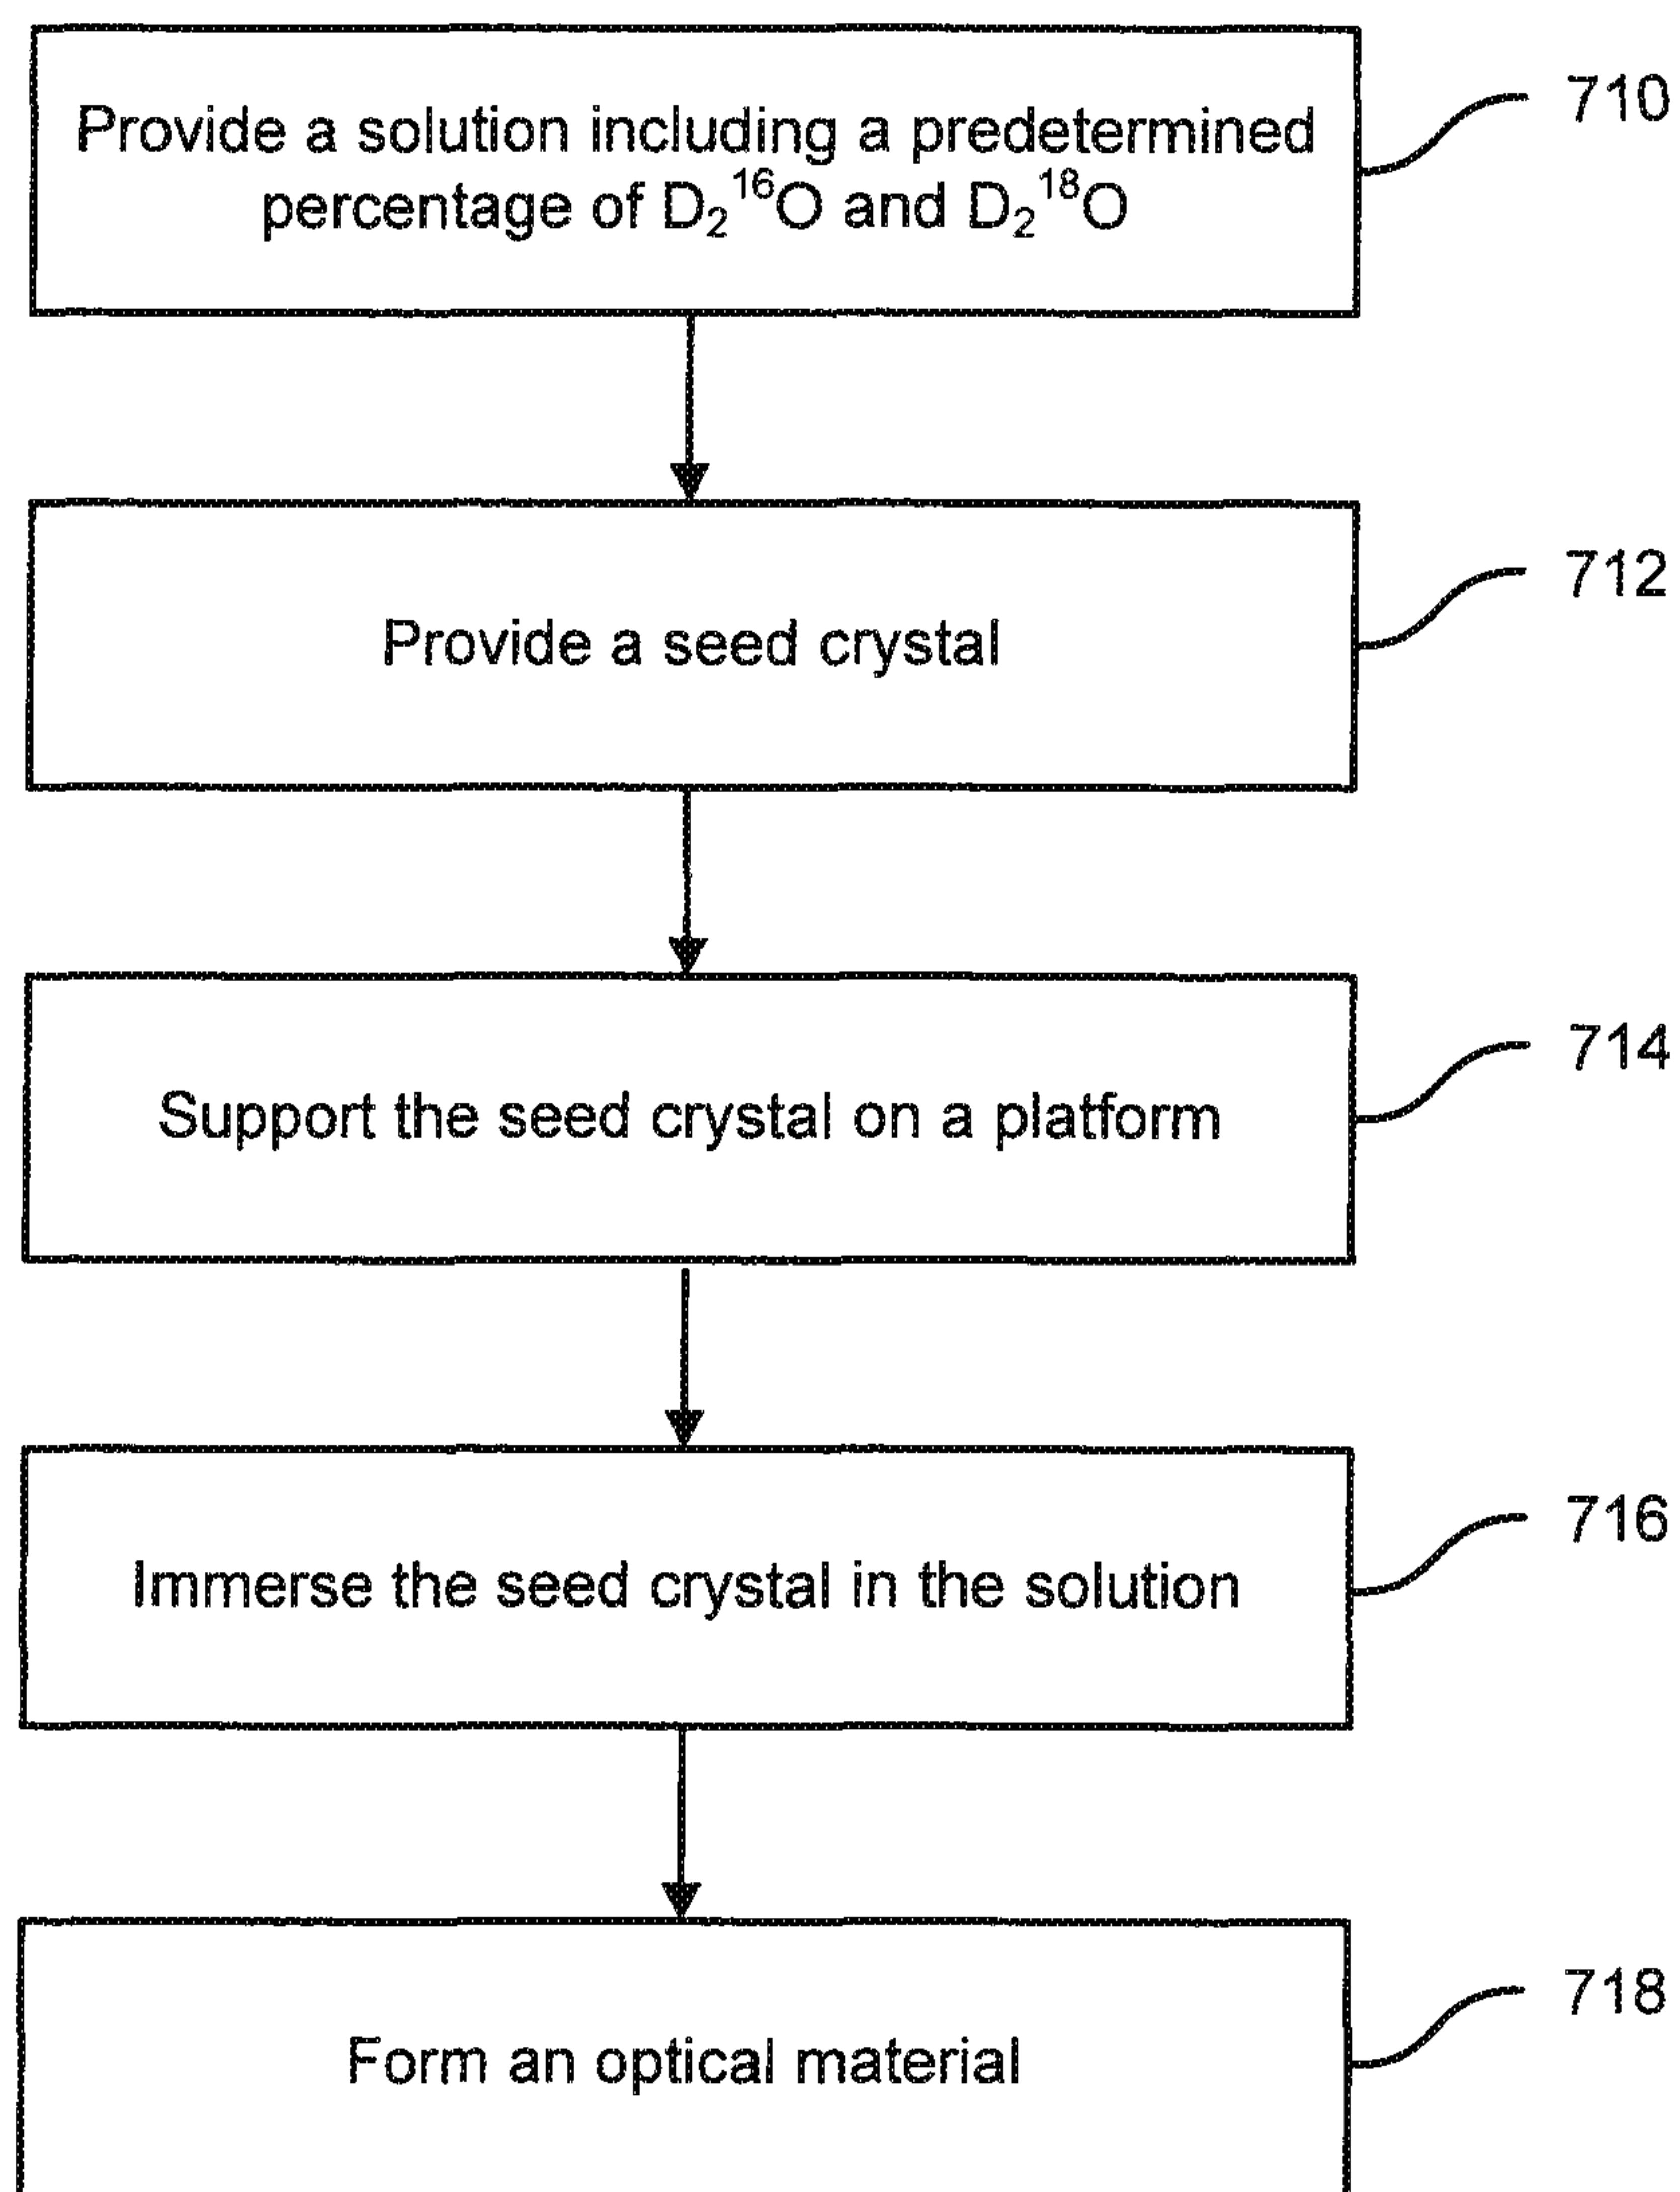 Provide a solution including a predetermined
percentage of D₂¹⁶O and D₂¹⁸O
710
Provide a seed crystal
712
Support the seed crystal on a platform
714
Immerse the seed crystal in the solution
716
Form an optical material
718